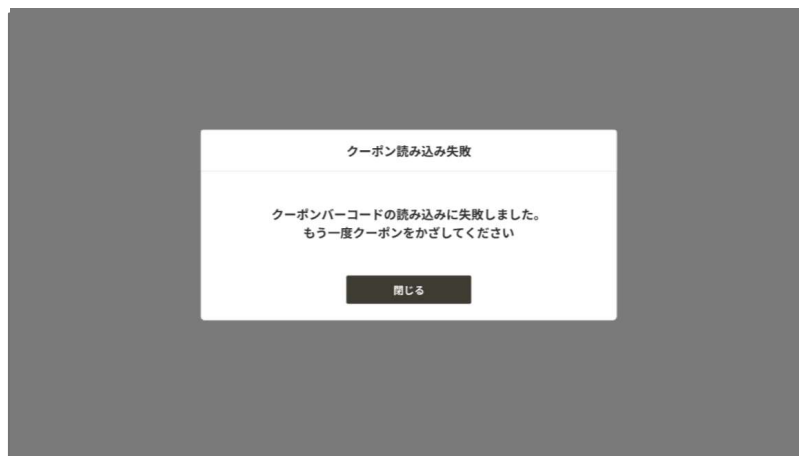 クーポン読み込み失敗
クーポンバーコードの読み込みに失敗しました。
もう一度クーポンをかざしてください
閉じる